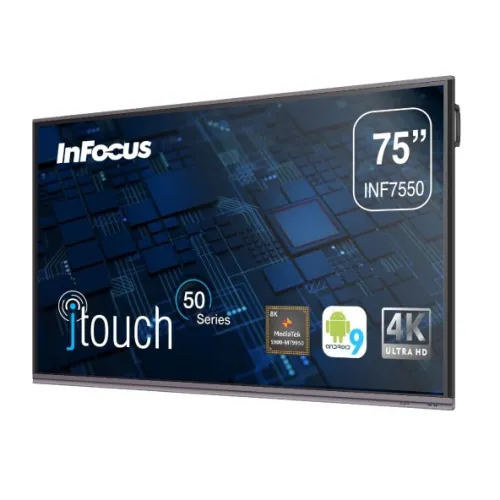 InFocus
75”
INF7550
jtouch
50
Series
8K
MediaTek
android
9
4K
ULTRA HD